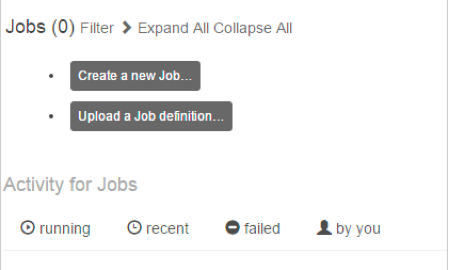 Jobs (0) Filter > Expand All Collapse All
• Create a new Job...
• Upload a Job definition...
Activity for Jobs
running recent failed by you